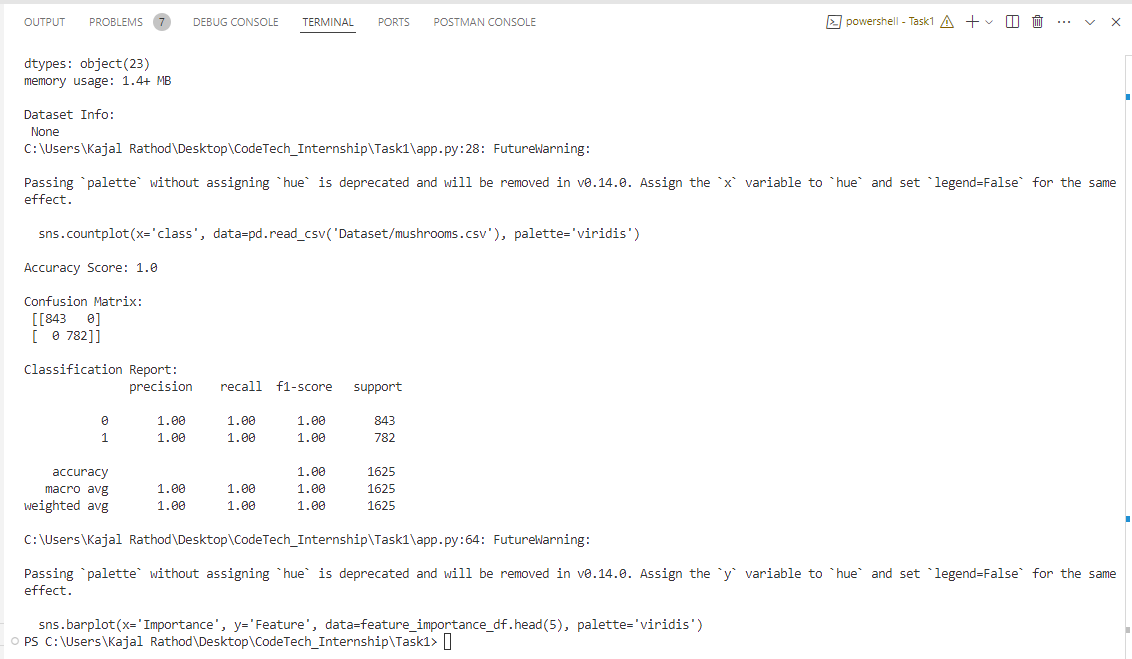 OUTPUT PROBLEMS 7 DEBUG CONSOLE TERMINAL PORTS POSTMAN CONSOLE powershell - Task1
dtypes: object(23)
memory usage: 1.4+ MB
Dataset Info:
None
C:\Users\Kajal Rathod\Desktop\CodeTech_Internship\Task1\app.py:28: FutureWarning:
Passing `palette` without assigning `hue` is deprecated and will be removed in v0.14.0. Assign the `x` variable to `hue` and set `legend=False` for the same
effect.
sns.countplot(x='class', data=pd.read_csv('Dataset/mushrooms.csv'), palette='viridis')
Accuracy Score: 1.0
Confusion Matrix:
[[843   0]
[  0 782]]
Classification Report:
precision    recall  f1-score   support
0       1.00      1.00      1.00       843
1       1.00      1.00      1.00       782
accuracy                           1.00      1625
macro avg       1.00      1.00      1.00      1625
weighted avg       1.00      1.00      1.00      1625
C:\Users\Kajal Rathod\Desktop\CodeTech_Internship\Task1\app.py:64: FutureWarning:
Passing `palette` without assigning `hue` is deprecated and will be removed in v0.14.0. Assign the `y` variable to `hue` and set `legend=False` for the same
effect.
sns.barplot(x='Importance', y='Feature', data=feature_importance_df.head(5), palette='viridis')
PS C:\Users\Kajal Rathod\Desktop\CodeTech_Internship\Task1>